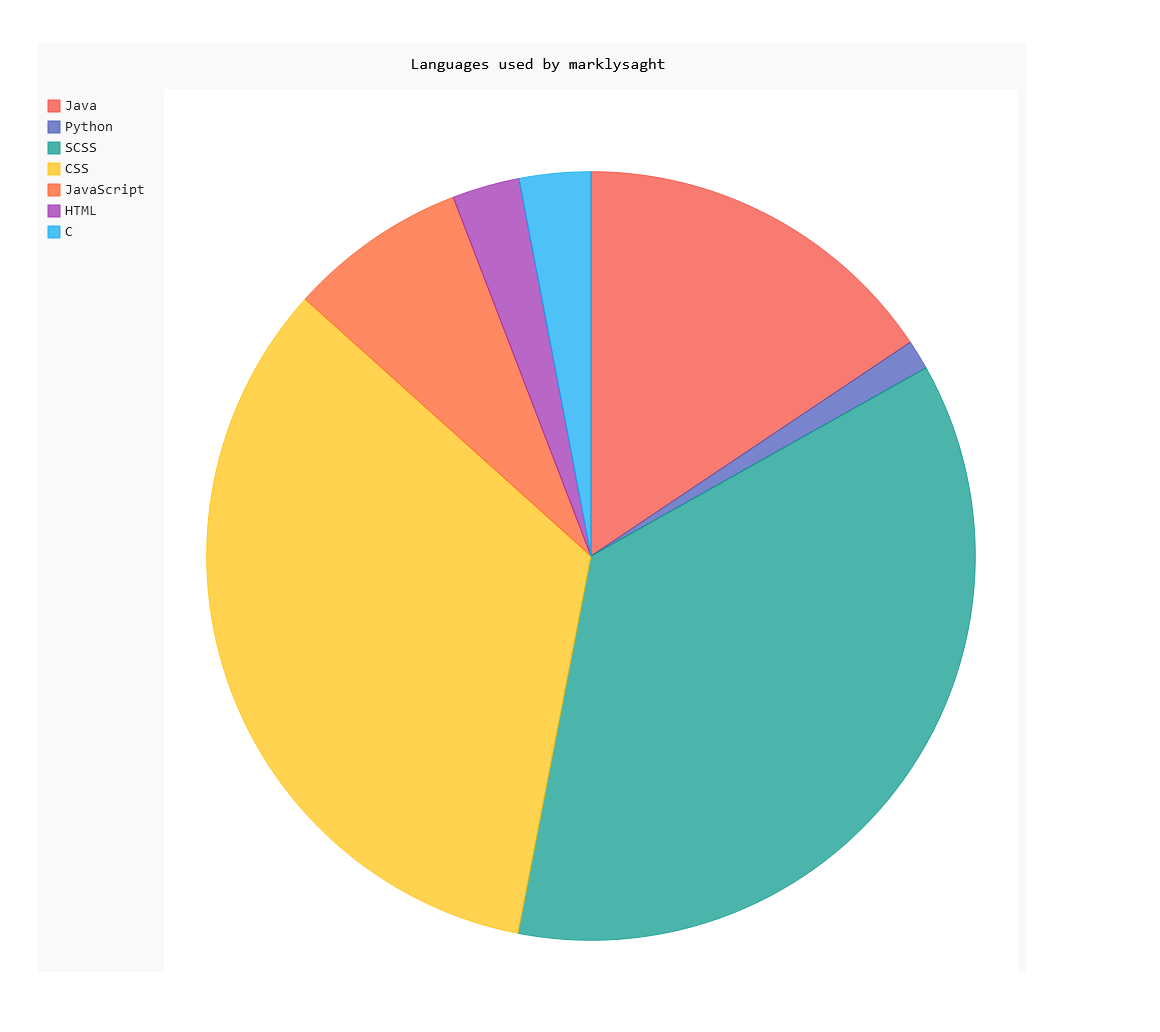 Languages used by marklysaght
Java
Python
SCSS
CSS
JavaScript
HTML
C